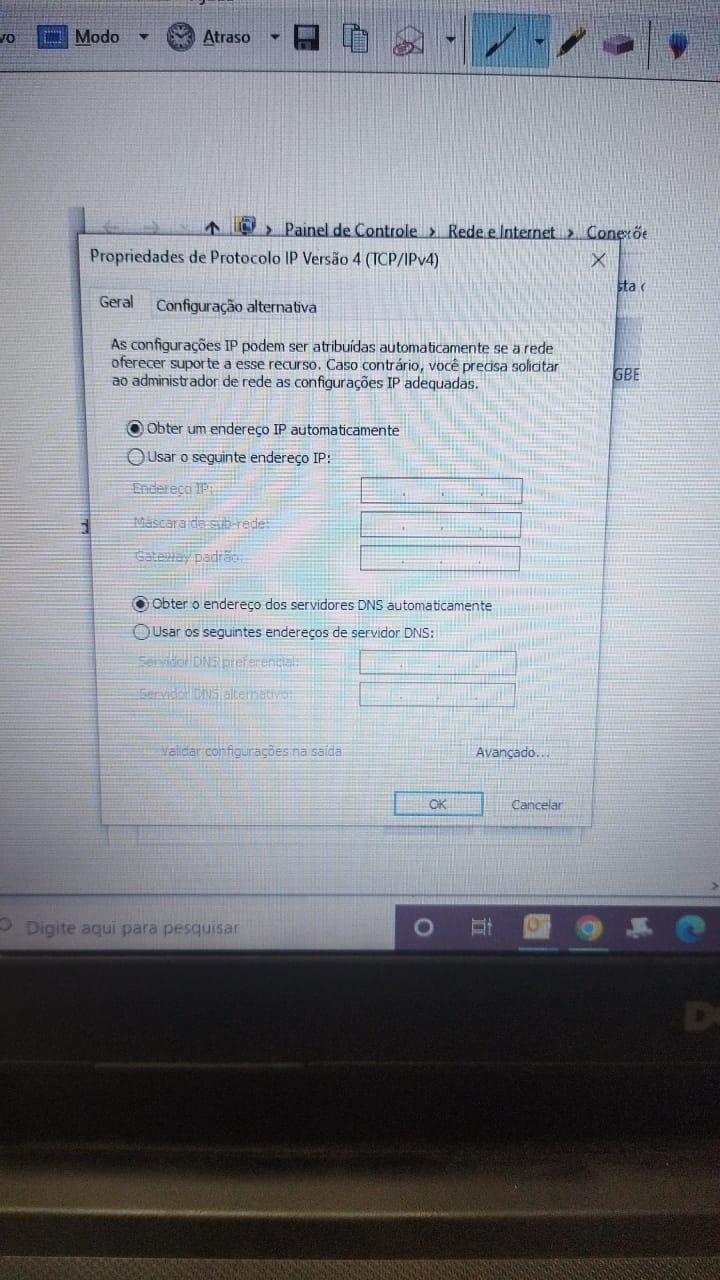 Modo
Atraso
Painel de Controle > Rede e Internet > Conexõe
Propriedades de Protocolo IP Versão 4 (TCP/IPv4)
sta
Geral
Configuração alternativa
As configurações IP podem ser atribuídas automaticamente se a rede
oferecer suporte a esse recurso. Caso contrário, você precisa solicitar
ao administrador de rede as configurações IP adequadas.
GBE
Obter um endereço IP automaticamente
Usar o seguinte endereço IP:
Endereço IP:
Máscara de sub-rede:
Gateway padrão:
Obter o endereço dos servidores DNS automaticamente
Usar os seguintes endereços de servidor DNS:
Servidor DNS preferencial:
Servidor DNS alternativo:
Validar configurações na saída
Avançado...
OK
Cancelar
Digite aqui para pesquisar